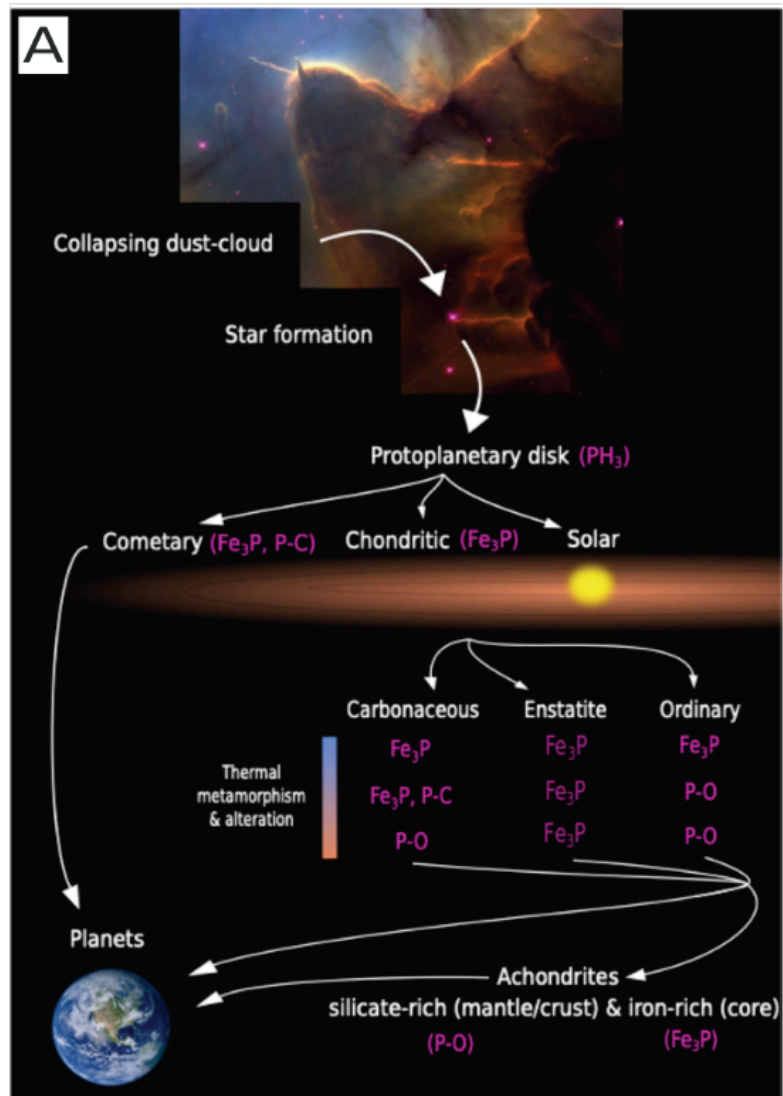 A
Collapsing dust-cloud
Star formation
Protoplanetary disk (PH₃)
Cometary (Fe₃P, P-C) Chondritic (Fe₃P) Solar
Carbonaceous Enstatite Ordinary
Thermal
metamorphism
& alteration
Fe₃P Fe₃P Fe₃P
Fe₃P, P-C Fe₃P P-O
P-O Fe₃P P-O
Planets
Achondrites
silicate-rich (mantle/crust) & iron-rich (core)
(P-O) (Fe₃P)